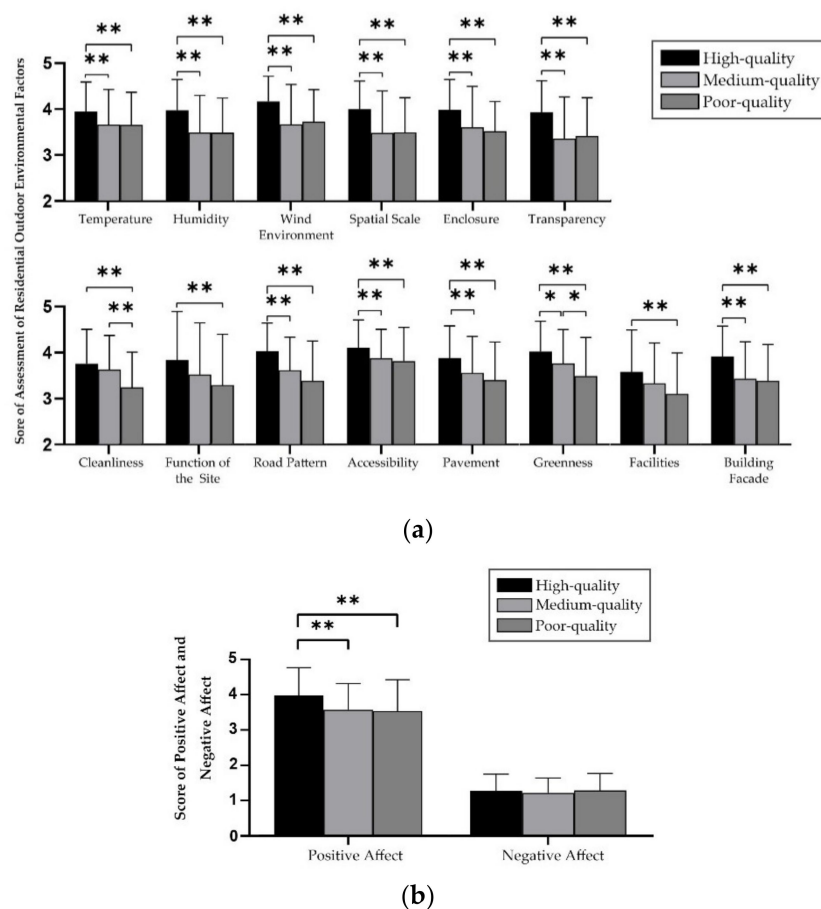 ** ** ** ** ** **
** ** ** ** ** **
High-quality
Medium-quality
Poor-quality
Sore of Assessment of Residential Outdoor Environmental Factors
5
4
3
2
Temperature Humidity Wind Environment Spatial Scale Enclosure Transparency
** ** ** ** ** ** ** **
** ** ** ** * * **
5
4
3
2
Cleanliness Function of the Site Road Pattern Accessibility Pavement Greenness Facilities Building Facade
(a)
High-quality
Medium-quality
Poor-quality
**
**
Score of Positive Affect and
Negative Affect
5
4
3
2
1
0
Positive Affect Negative Affect
(b)